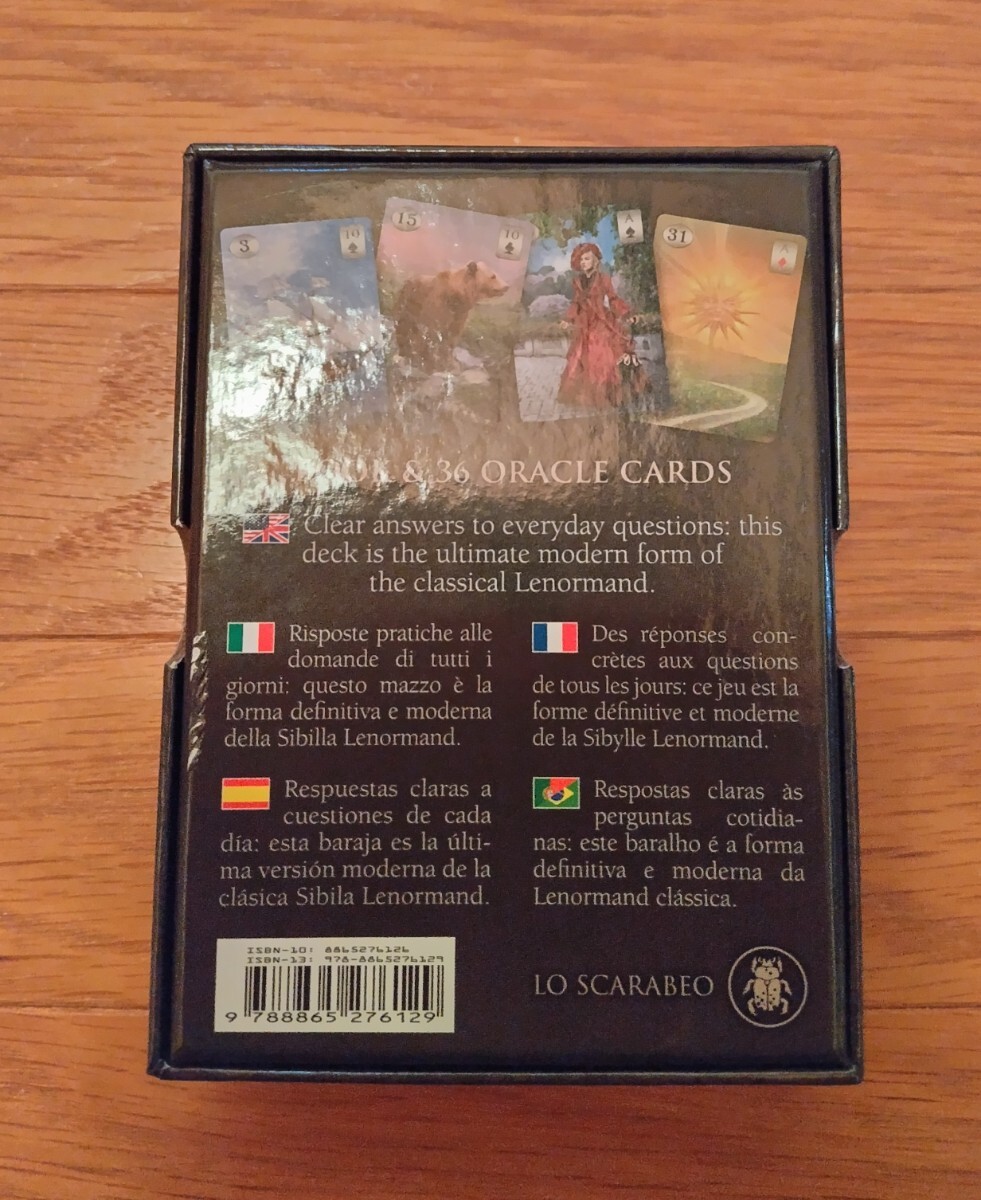 3
10
15
10
A
31
A
& 36 ORACLE CARDS
Clear answers to everyday questions: this
deck is the ultimate modern form of
the classical Lenormand.
Risposte pratiche alle
domande di tutti i
giorni: questo mazzo è la
forma definitiva e moderna
della Sibilla Lenormand.
Des réponses con-
crètes aux questions
de tous les jours: ce jeu est la
forme définitive et moderne
de la Sibylle Lenormand.
Respuestas claras a
cuestiones de cada
día: esta baraja es la últi-
ma versión moderna de la
clásica Sibila Lenormand.
Respostas claras às
perguntas cotidia-
nas: este baralho é a forma
definitiva e moderna da
Lenormand clássica.
ISBN-10: 8865276126
ISBN-13: 978-8865276129
9 788865 276129
LO SCARABEO